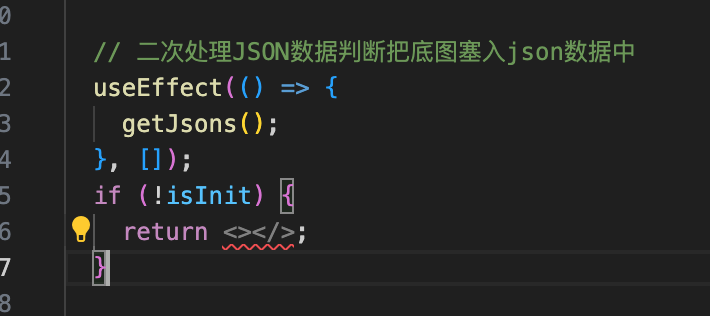 0
1 // 二次处理JSON数据判断把底图塞入json数据中
2 useEffect(() => {
3 getJsons();
4 }, []);
5 if (!isInit) {
6 return <></>;
7 }
8